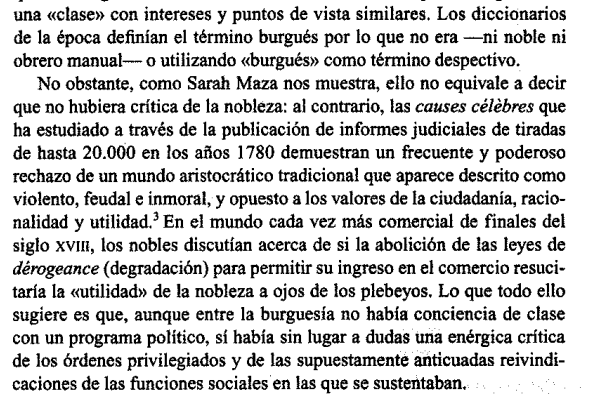 una «clase» con intereses y puntos de vista similares. Los diccionarios
de la época definían el término burgués por lo que no era —ni noble ni
obrero manual— o utilizando «burgués» como término despectivo.
No obstante, como Sarah Maza nos muestra, ello no equivale a decir
que no hubiera crítica de la nobleza: al contrario, las causes célèbres que
ha estudiado a través de la publicación de informes judiciales de tiradas
de hasta 20.000 en los años 1780 demuestran un frecuente y poderoso
rechazo de un mundo aristocrático tradicional que aparece descrito como
violento, feudal e inmoral, y opuesto a los valores de la ciudadanía, racio-
nalidad y utilidad.³ En el mundo cada vez más comercial de finales del
siglo XVIII, los nobles discutían acerca de si la abolición de las leyes de
dérogeance (degradación) para permitir su ingreso en el comercio resuci-
taría la «utilidad» de la nobleza a ojos de los plebeyos. Lo que todo ello
sugiere es que, aunque entre la burguesía no había conciencia de clase
con un programa político, sí había sin lugar a dudas una enérgica crítica
de los órdenes privilegiados y de las supuestamente anticuadas reivindi-
caciones de las funciones sociales en las que se sustentaban.